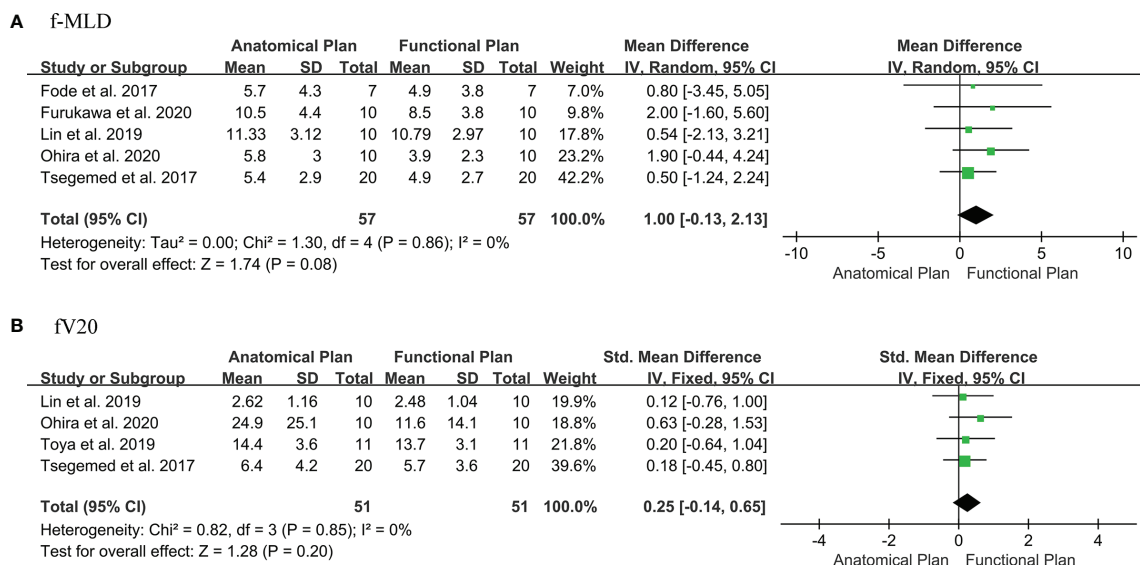 A f-MLD
Anatomical Plan Functional Plan Mean Difference Mean Difference
Study or Subgroup Mean SD Total Mean SD Total Weight IV, Random, 95% CI IV, Random, 95% CI
Fode et al. 2017 5.7 4.3 7 4.9 3.8 7 7.0% 0.80 [-3.45, 5.05]
Furukawa et al. 2020 10.5 4.4 10 8.5 3.8 10 9.8% 2.00 [-1.60, 5.60]
Lin et al. 2019 11.33 3.12 10 10.79 2.97 10 17.8% 0.54 [-2.13, 3.21]
Ohira et al. 2020 5.8 3 10 3.9 2.3 10 23.2% 1.90 [-0.44, 4.24]
Tsegemed et al. 2017 5.4 2.9 20 4.9 2.7 20 42.2% 0.50 [-1.24, 2.24]
Total (95% CI) 57 57 100.0% 1.00 [-0.13, 2.13]
Heterogeneity: Tau² = 0.00; Chi² = 1.30, df = 4 (P = 0.86); I² = 0%
Test for overall effect: Z = 1.74 (P = 0.08)
-10 -5 0 5 10
Anatomical Plan Functional Plan
B fV20
Anatomical Plan Functional Plan Std. Mean Difference Std. Mean Difference
Study or Subgroup Mean SD Total Mean SD Total Weight IV, Fixed, 95% CI IV, Fixed, 95% CI
Lin et al. 2019 2.62 1.16 10 2.48 1.04 10 19.9% 0.12 [-0.76, 1.00]
Ohira et al. 2020 24.9 25.1 10 11.6 14.1 10 18.8% 0.63 [-0.28, 1.53]
Toya et al. 2019 14.4 3.6 11 13.7 3.1 11 21.8% 0.20 [-0.64, 1.04]
Tsegemed et al. 2017 6.4 4.2 20 5.7 3.6 20 39.6% 0.18 [-0.45, 0.80]
Total (95% CI) 51 51 100.0% 0.25 [-0.14, 0.65]
Heterogeneity: Chi² = 0.82, df = 3 (P = 0.85); I² = 0%
Test for overall effect: Z = 1.28 (P = 0.20)
-4 -2 0 2 4
Anatomical Plan Functional Plan